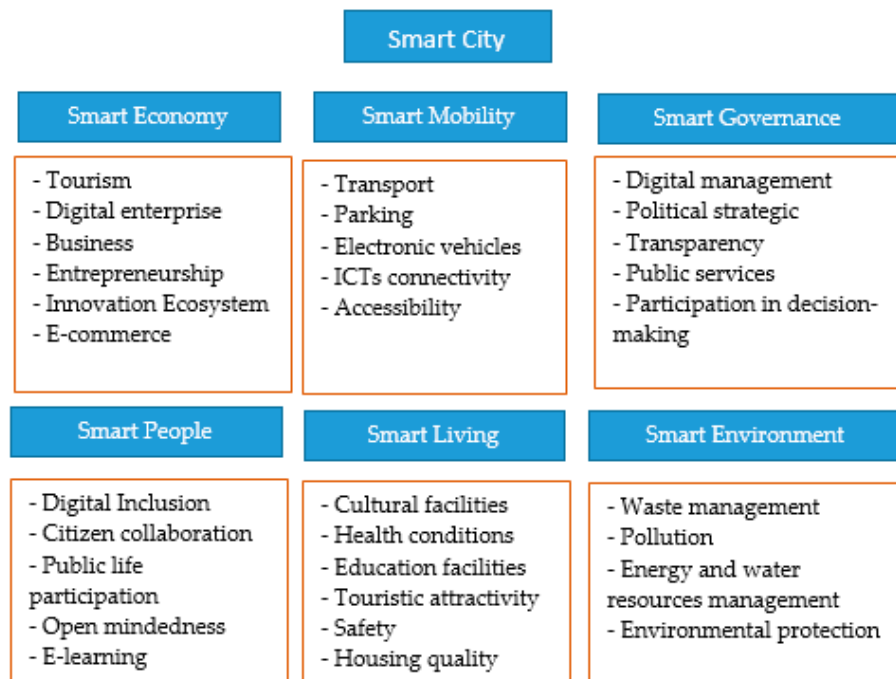 Smart City
Smart Economy
- Tourism
- Digital enterprise
- Business
- Entrepreneurship
- Innovation Ecosystem
- E-commerce
Smart Mobility
- Transport
- Parking
- Electronic vehicles
- ICTs connectivity
- Accessibility
Smart Governance
- Digital management
- Political strategic
- Transparency
- Public services
- Participation in decision-
making
Smart People
- Digital Inclusion
- Citizen collaboration
- Public life
participation
- Open mindedness
- E-learning
Smart Living
- Cultural facilities
- Health conditions
- Education facilities
- Touristic attractivity
- Safety
- Housing quality
Smart Environment
- Waste management
- Pollution
- Energy and water
resources management
- Environmental protection